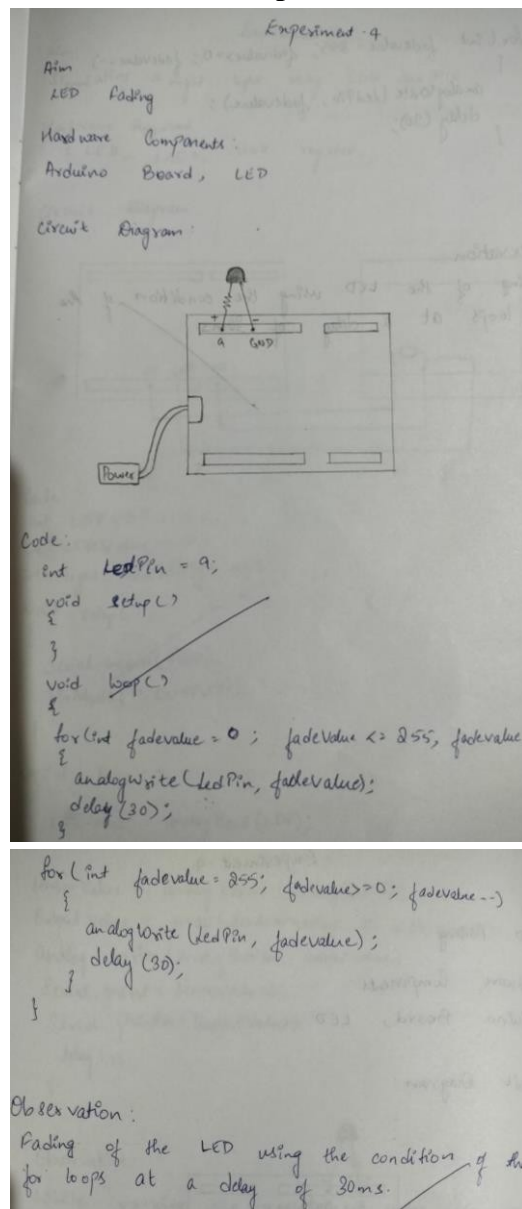 Experiment - 9
Aim
LED Fading
Hardware Components:
Arduino Board, LED
Circuit Diagram:
+ -
9 GND
Power
Code:
int LedPin = 9;
void setup()
{
}
void loop()
{
for(int fadevalue = 0 ; fadevalue <= 255, fadevalue
{
analogWrite(LedPin, fadevalue);
delay(30);
}
for( int fadevalue = 255; fadevalue>=0; fadevalue--)
{
analogWrite (LedPin, fadevalue);
delay (30);
}
}
Observation:
Fading of the LED using the condition of the
for loops at a delay of 30ms.